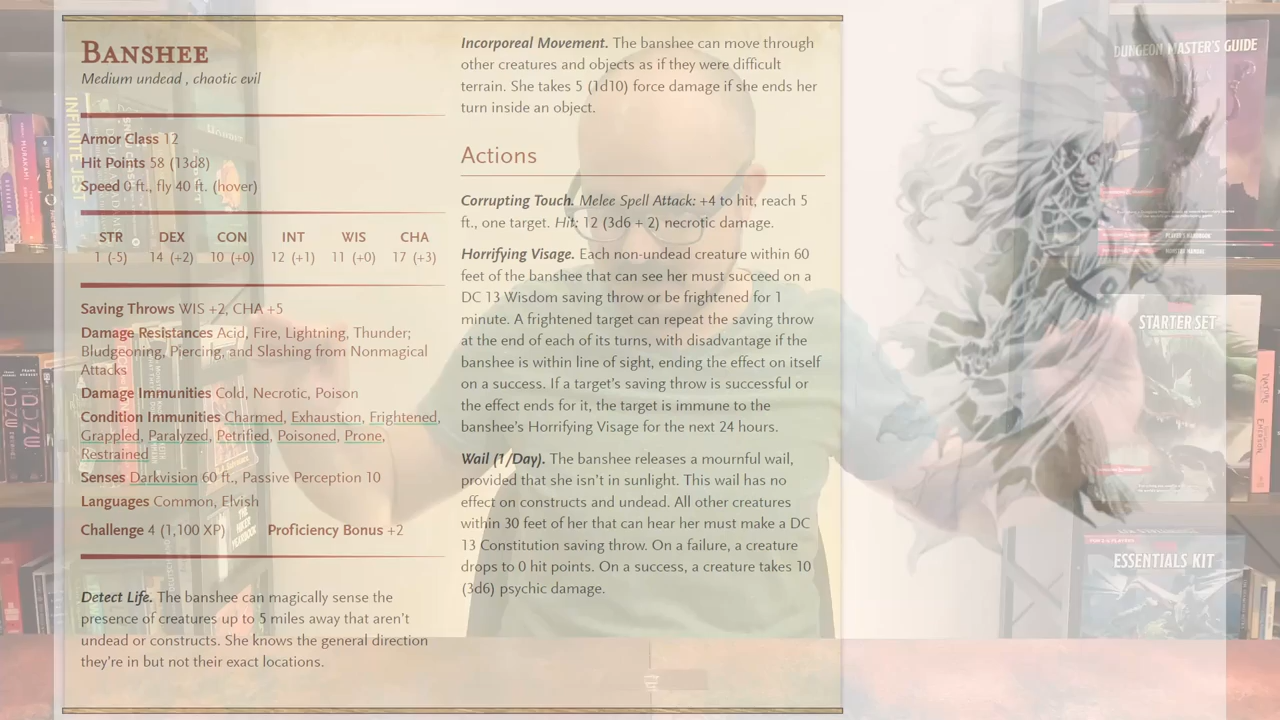 BANSHEE
Medium undead , chaotic evil
Armor Class 12
Hit Points 58 (13d8)
Speed 0 ft., fly 40 ft. (hover)
STR DEX CON INT WIS CHA
1 (-5) 14 (+2) 10 (+0) 12 (+1) 11 (+0) 17 (+3)
Saving Throws WIS +2, CHA +5
Damage Resistances Acid, Fire, Lightning, Thunder;
Bludgeoning, Piercing, and Slashing from Nonmagical
Attacks
Damage Immunities Cold, Necrotic, Poison
Condition Immunities Charmed, Exhaustion, Frightened,
Grappled, Paralyzed, Petrified, Poisoned, Prone,
Restrained
Senses Darkvision 60 ft., Passive Perception 10
Languages Common, Elvish
Challenge 4 (1,100 XP) Proficiency Bonus +2
Detect Life. The banshee can magically sense the
presence of creatures up to 5 miles away that aren't
undead or constructs. She knows the general direction
they're in but not their exact locations.
Incorporeal Movement. The banshee can move through
other creatures and objects as if they were difficult
terrain. She takes 5 (1d10) force damage if she ends her
turn inside an object.
Actions
Corrupting Touch. Melee Spell Attack: +4 to hit, reach 5
ft., one target. Hit: 12 (3d6 + 2) necrotic damage.
Horrifying Visage. Each non-undead creature within 60
feet of the banshee that can see her must succeed on a
DC 13 Wisdom saving throw or be frightened for 1
minute. A frightened target can repeat the saving throw
at the end of each of its turns, with disadvantage if the
banshee is within line of sight, ending the effect on itself
on a success. If a target's saving throw is successful or
the effect ends for it, the target is immune to the
banshee's Horrifying Visage for the next 24 hours.
Wail (1/Day). The banshee releases a mournful wail,
provided that she isn't in sunlight. This wail has no
effect on constructs and undead. All other creatures
within 30 feet of her that can hear her must make a DC
13 Constitution saving throw. On a failure, a creature
drops to 0 hit points. On a success, a creature takes 10
(3d6) psychic damage.
INFINITE JEST
MURAKAMI
DUNE
DUNE
DUNGEON MASTER'S GUIDE
PLAYER'S HANDBOOK
MONSTER MANUAL
STARTER SET
NATURE
EMERSON
ESSENTIALS KIT